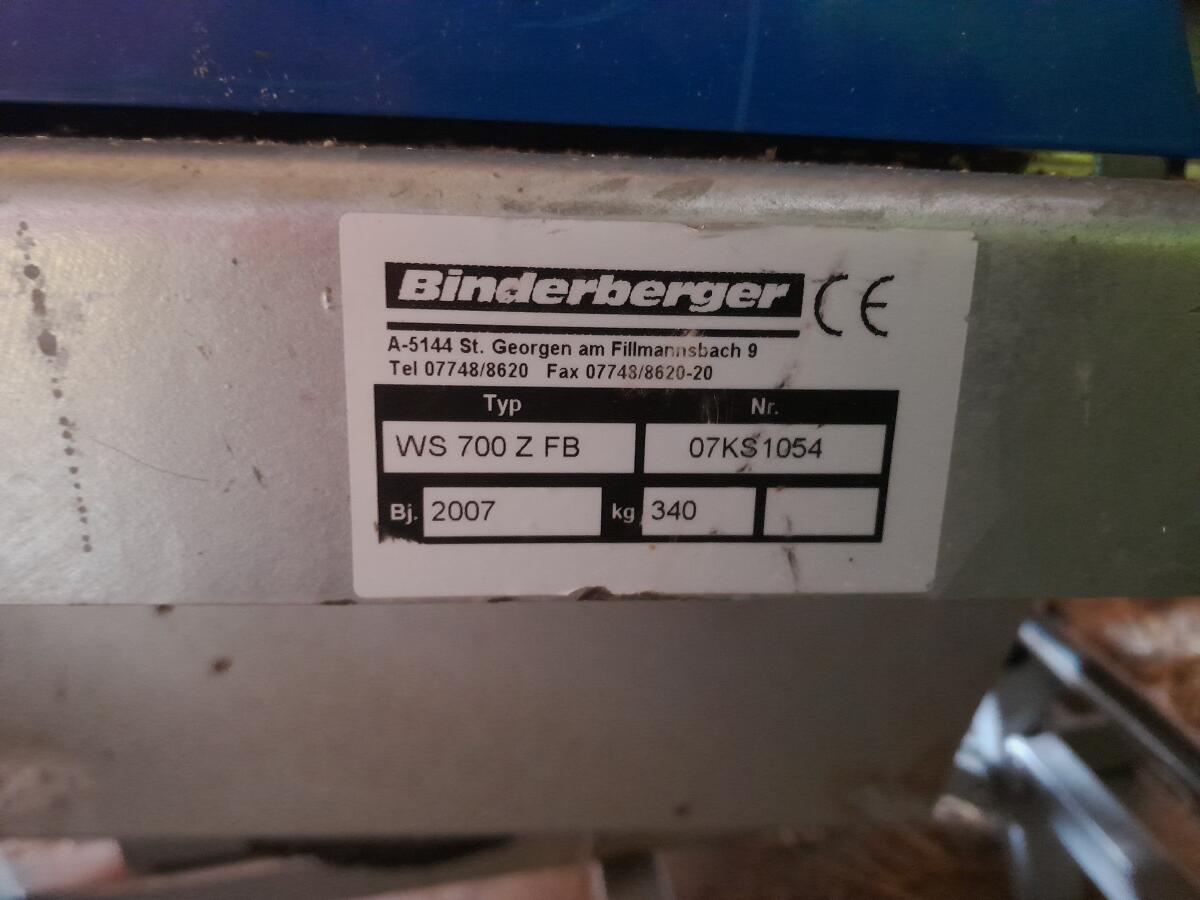 Binderberger CE
A-5144 St. Georgen am Fillmannsbach 9
Tel 07748/8620 Fax 07748/8620-20
Typ Nr.
WS 700 Z FB 07KS1054
Bj. 2007 kg 340